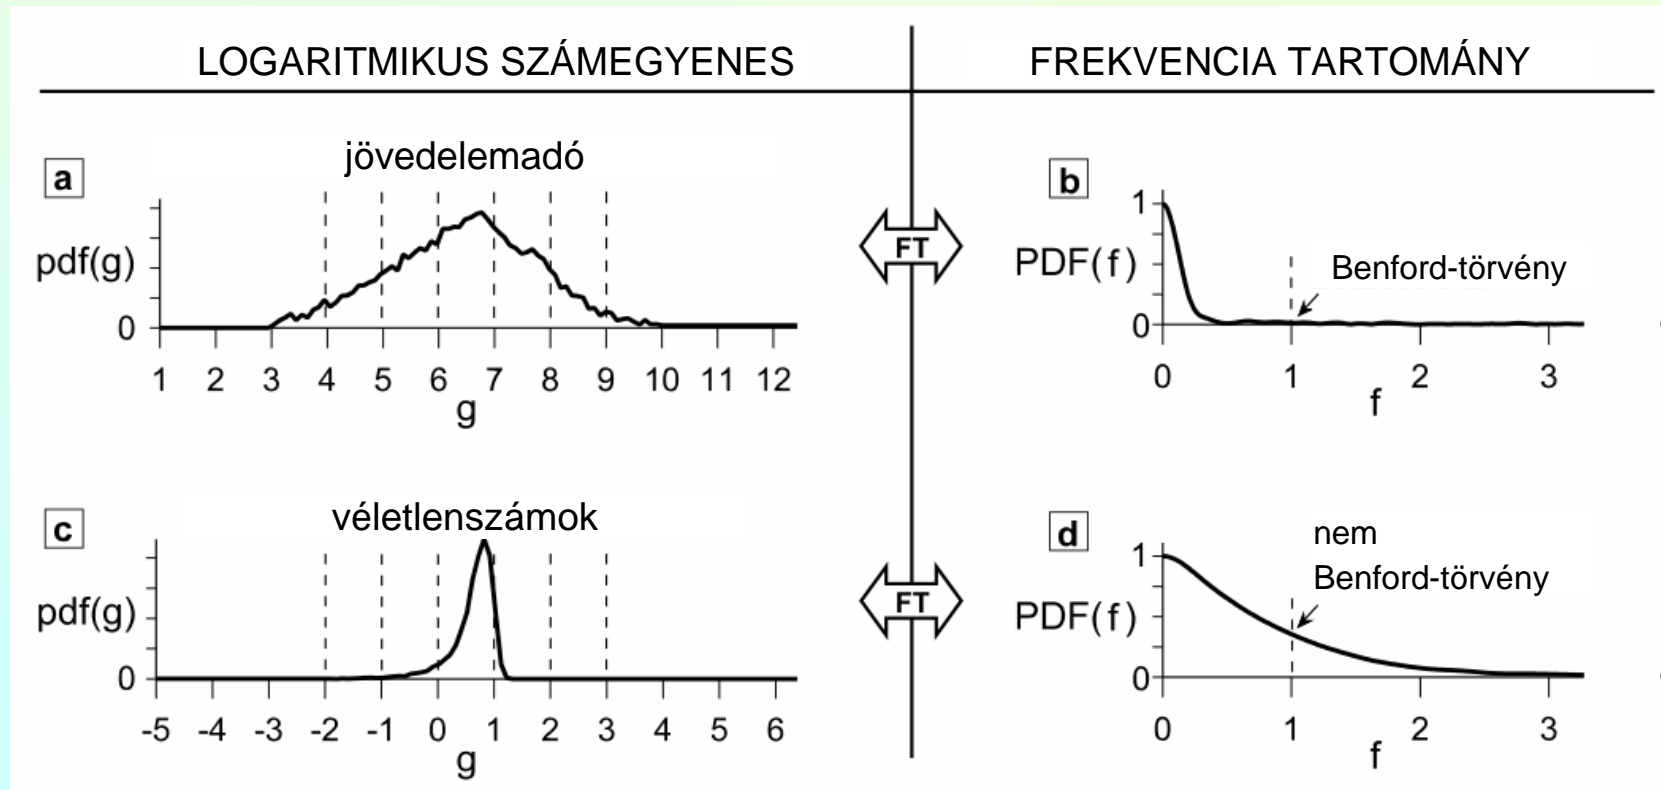 LOGARITMIKUS SZÁMEGYENES
FREKVENCIA TARTOMÁNY
a
jövedelemadó
pdf(g)
0
1 2 3 4 5 6 7 8 9 10 11 12
g
FT
b
1
PDF(f)
0
Benford-törvény
0 1 2 3
f
c
véletlenszámok
pdf(g)
0
-5 -4 -3 -2 -1 0 1 2 3 4 5 6
g
FT
d
1
PDF(f)
0
nem
Benford-törvény
0 1 2 3
f